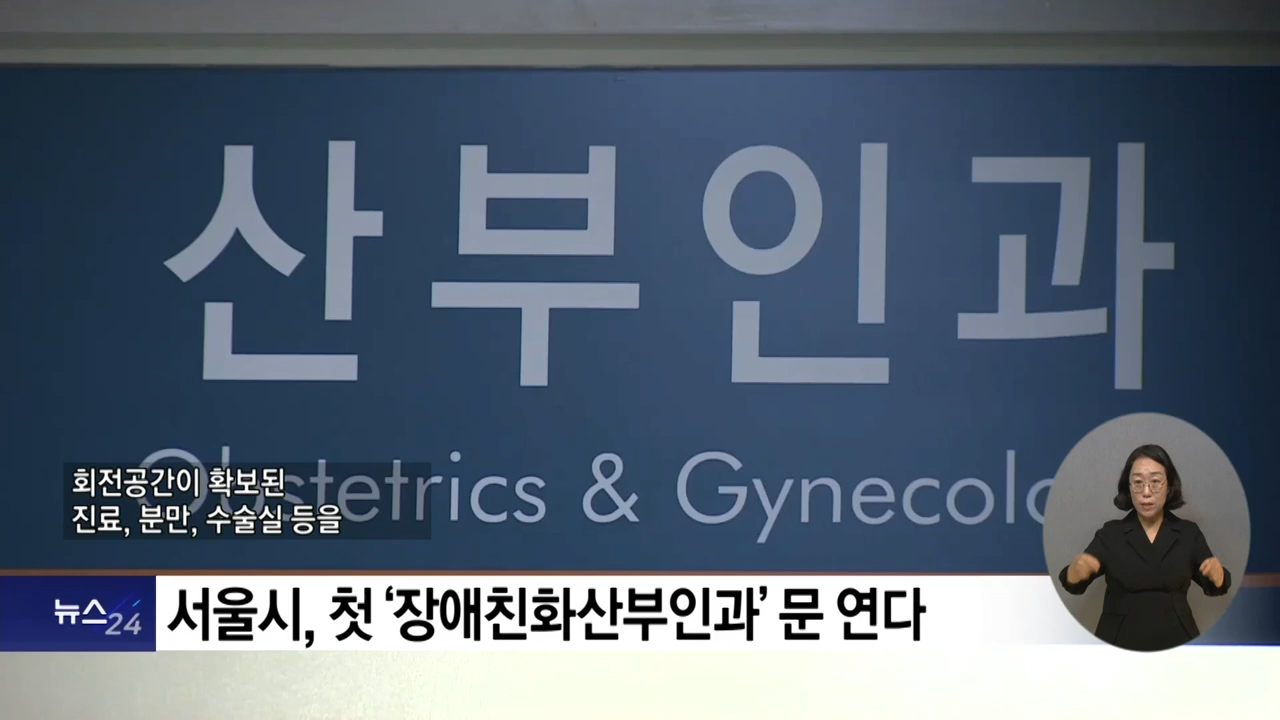 산부인과
Obstetrics & Gynecolo
회전공간이 확보된
진료, 분만, 수술실 등을
뉴스24
서울시, 첫 ‘장애친화산부인과’ 문 연다